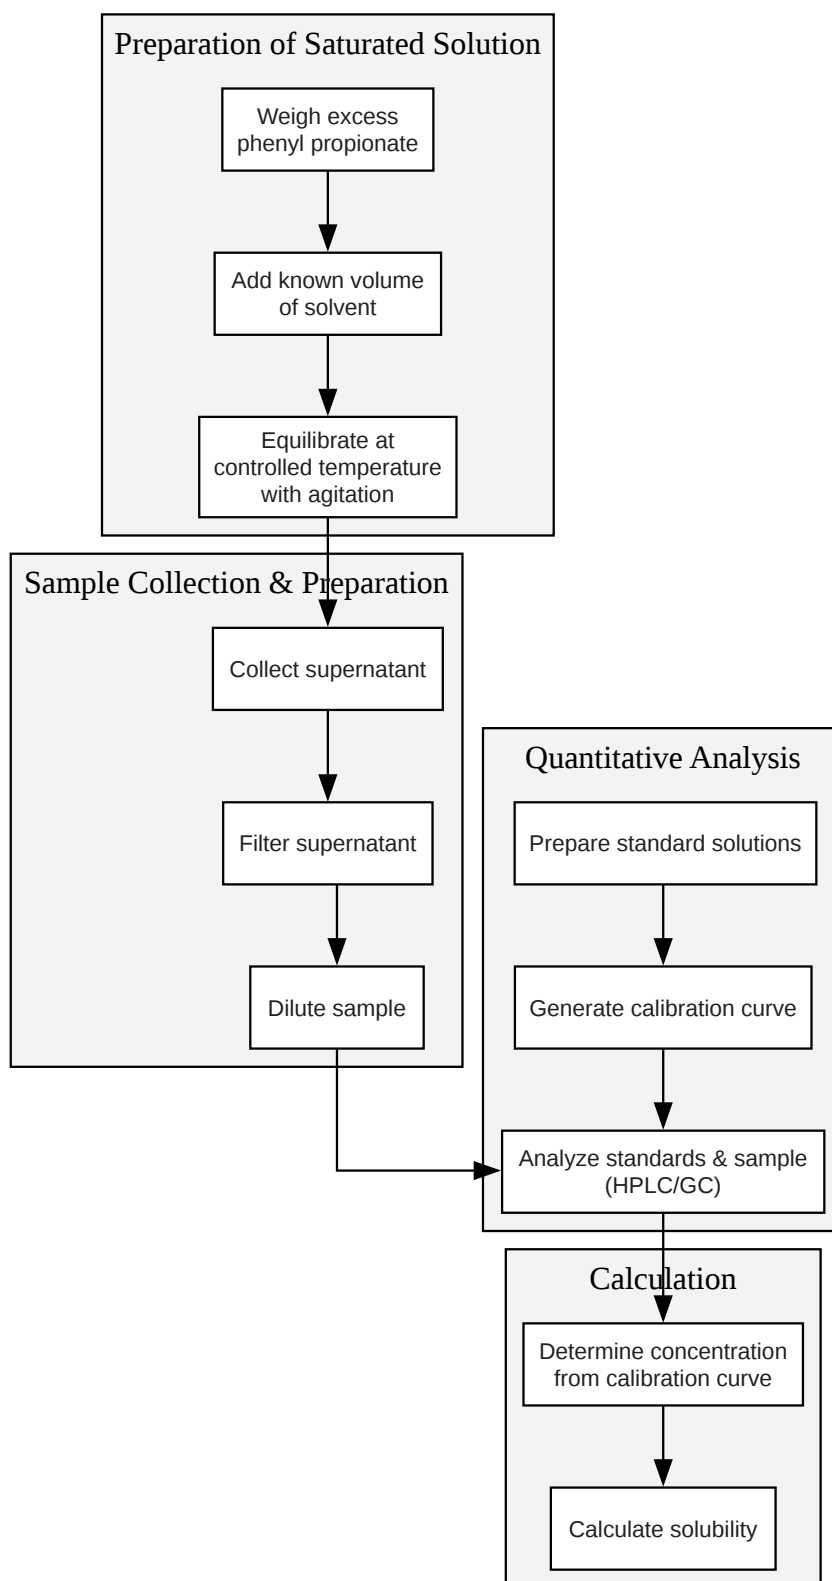 Preparation of Saturated Solution
Weigh excess
phenyl propionate
Add known volume
of solvent
Equilibrate at
controlled temperature
with agitation
Sample Collection & Preparation
Collect supernatant
Filter supernatant
Dilute sample
Quantitative Analysis
Prepare standard solutions
Generate calibration curve
Analyze standards & sample
(HPLC/GC)
Calculation
Determine concentration
from calibration curve
Calculate solubility